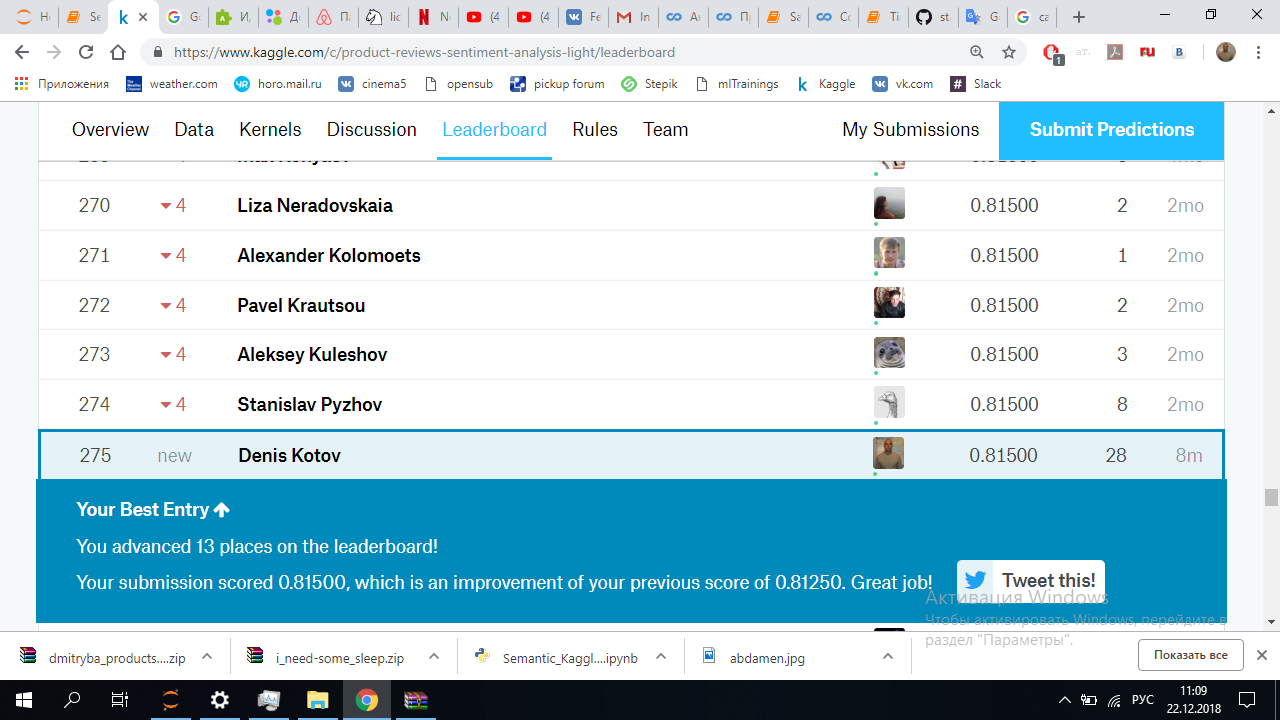 Но
Se
Go
И,
До
П
lic
N
(4
(4
Fe
In
Ar
П
Sa
Co
Ti
st
G
ca
https://www.kaggle.com/c/product-reviews-sentiment-analysis-light/leaderboard
1
Приложения weather.com horo.mail.ru cinema5 opensub pickup forum Stepik mlTrainings Kaggle vk.com Slack
Overview Data Kernels Discussion Leaderboard Rules Team My Submissions Submit Predictions
270 4 Liza Neradovskaia 0.81500 2 2mo
271 4 Alexander Kolomoets 0.81500 1 2mo
272 4 Pavel Krautsou 0.81500 2 2mo
273 4 Aleksey Kuleshov 0.81500 3 2mo
274 4 Stanislav Pyzhov 0.81500 8 2mo
275 new Denis Kotov 0.81500 28 8m
Your Best Entry
You advanced 13 places on the leaderboard!
Your submission scored 0.81500, which is an improvement of your previous score of 0.81250. Great job! Tweet this!
Активация Windows
Чтобы активировать Windows, перейдите в
раздел "Параметры".
dmitryba_products....zip i_need-some_sleep.zip Semantic_Kaggl....ipynb abdamen.jpg Показать все
РУС 11:09
22.12.2018